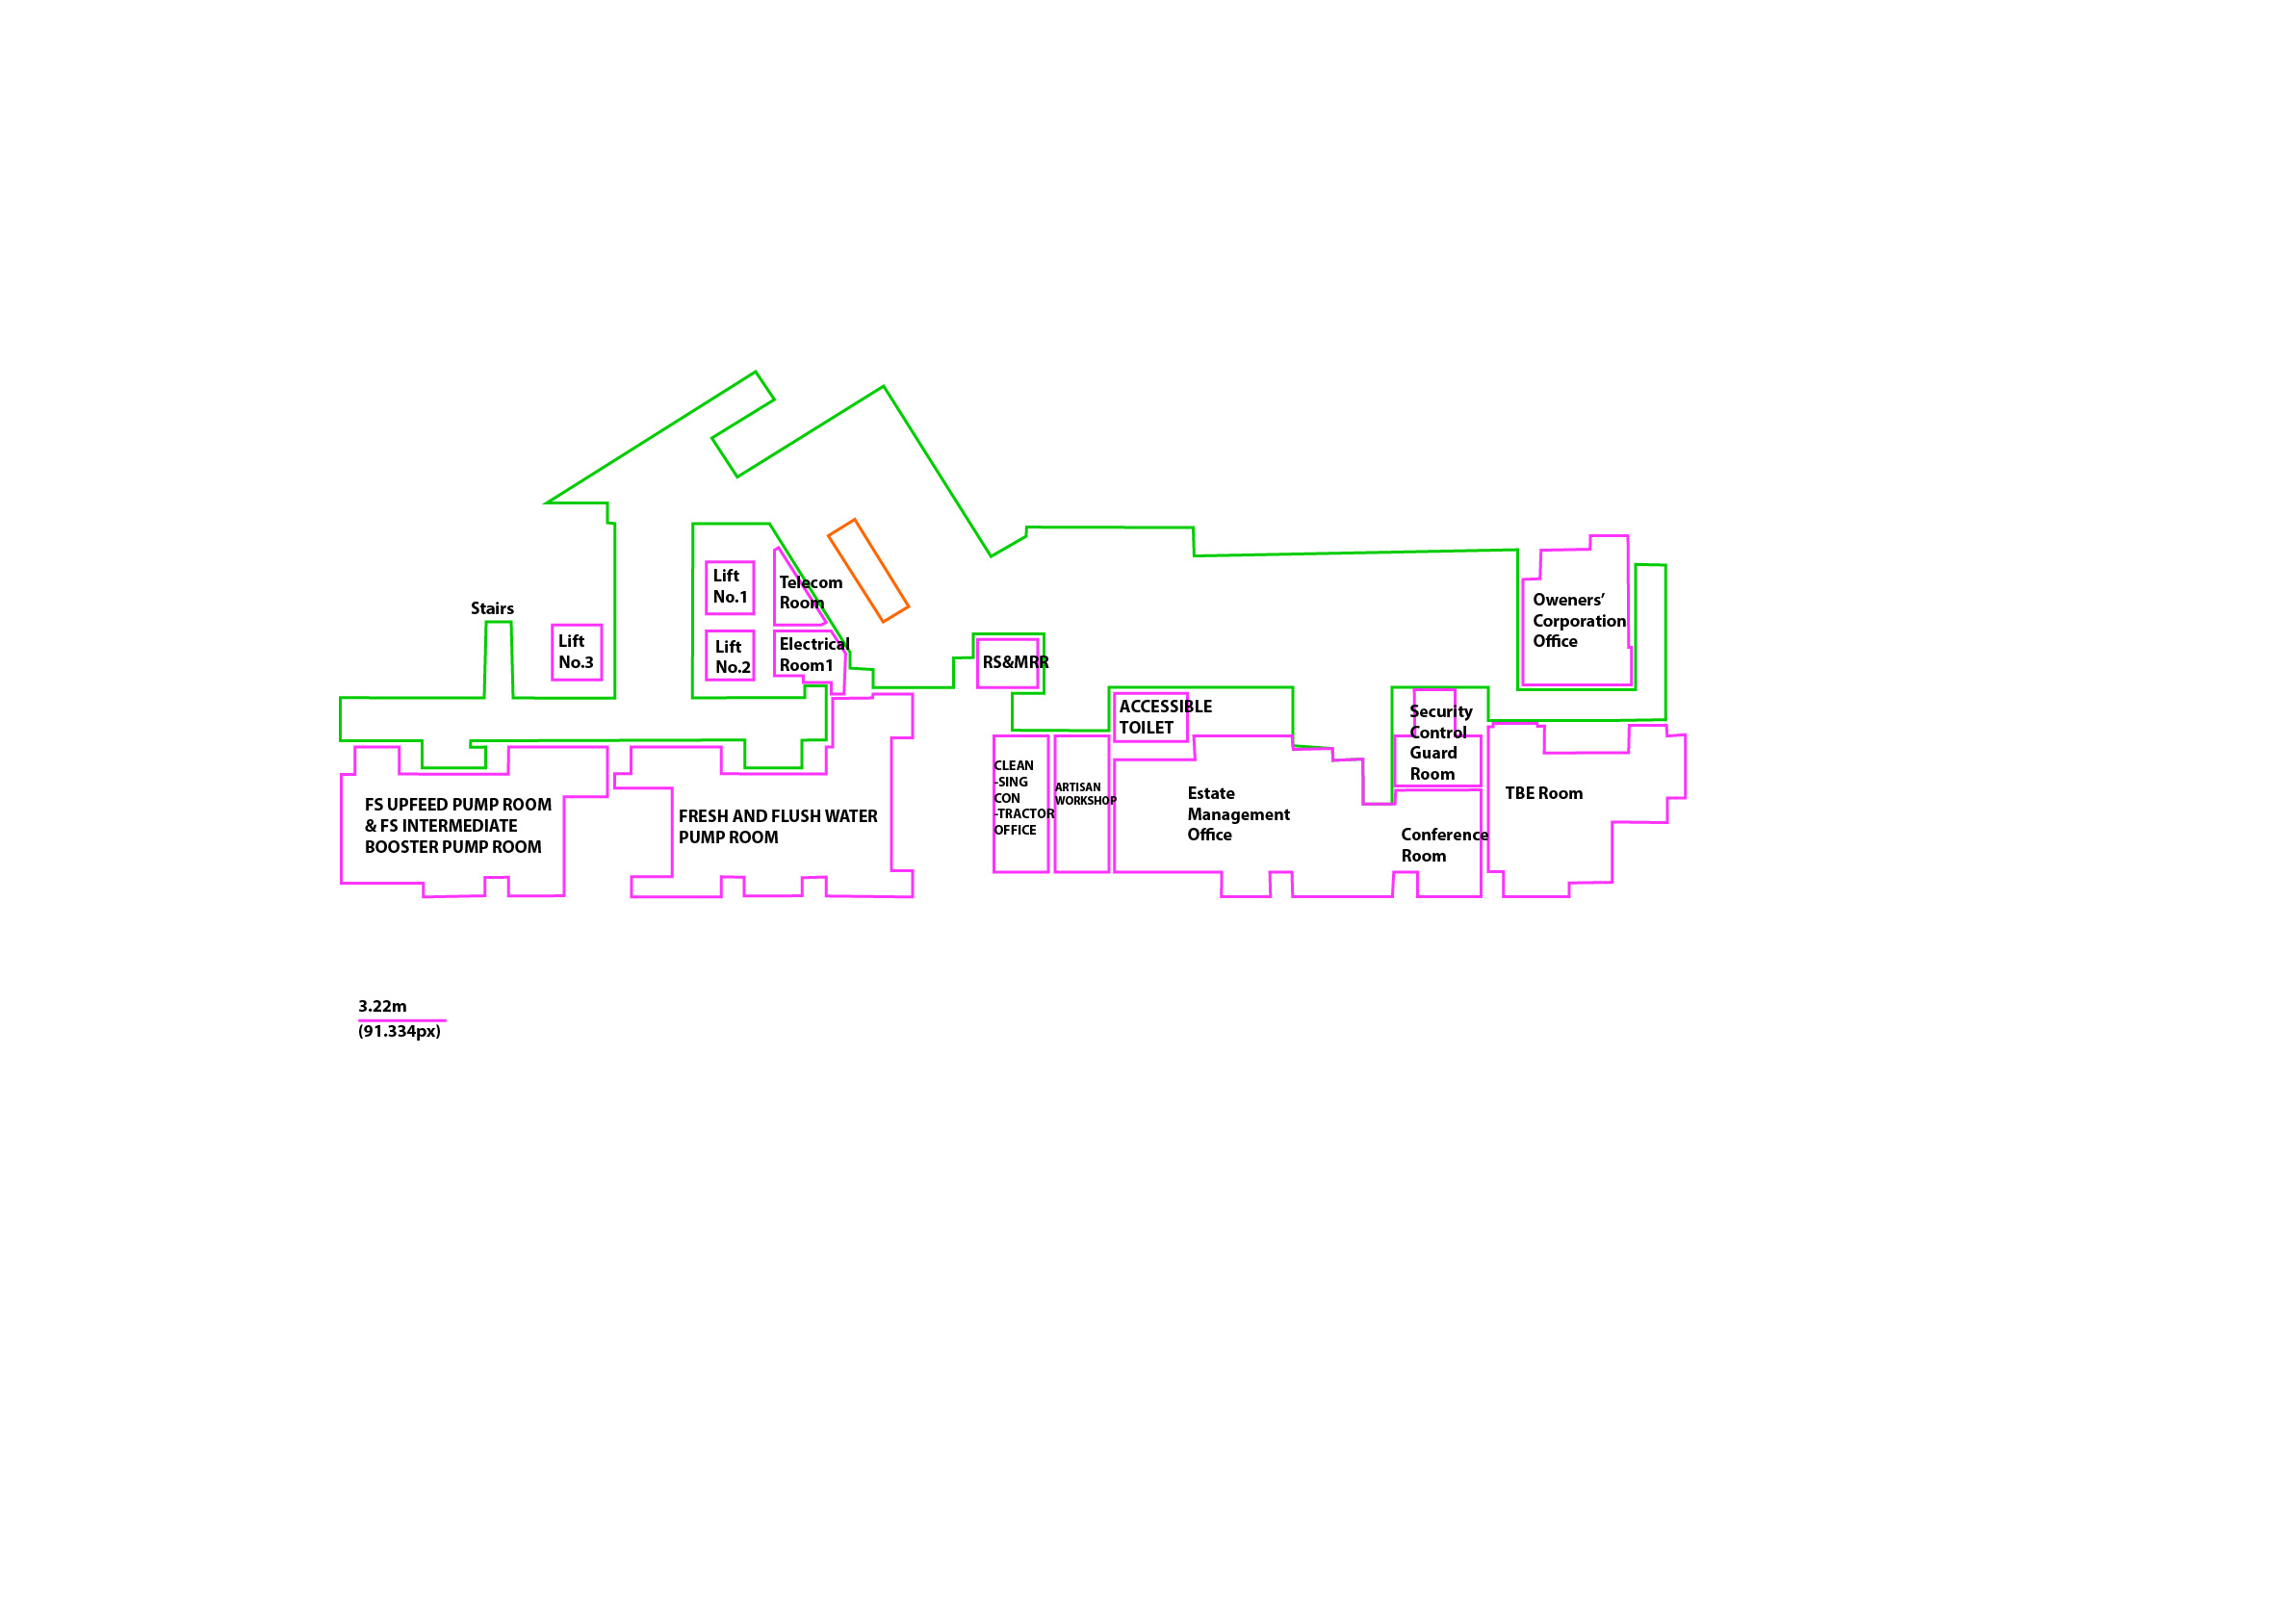 Stairs
Lift
No.3
Lift
No.1
Lift
No.2
Telecom
Room
Electrical
Room1
RS&MRR
ACCESSIBLE
TOILET
Security
Control
Guard
Room
Oweners’
Corporation
Office
FS UPFEED PUMP ROOM
& FS INTERMEDIATE
BOOSTER PUMP ROOM
FRESH AND FLUSH WATER
PUMP ROOM
CLEAN
-SING
CON
-TRACTOR
OFFICE
ARTISAN
WORKSHOP
Estate
Management
Office
Conference
Room
TBE Room
3.22m
(91.334px)